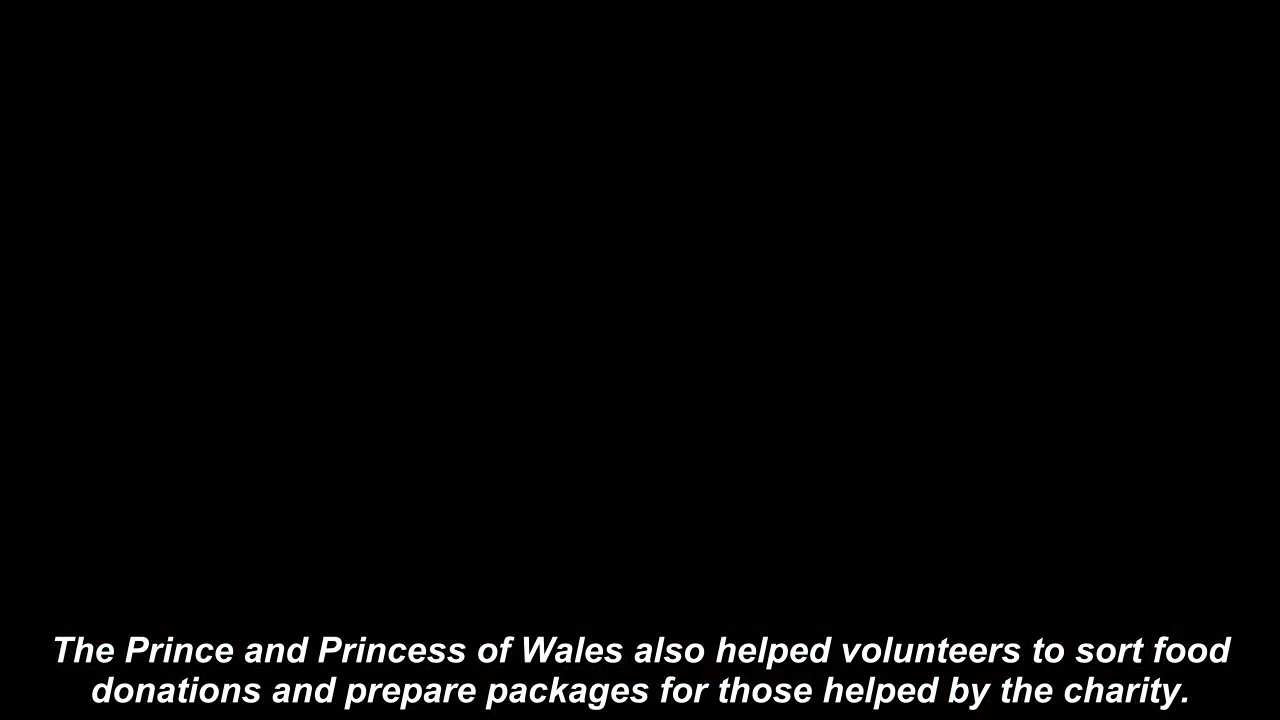 The Prince and Princess of Wales also helped volunteers to sort food
donations and prepare packages for those helped by the charity.